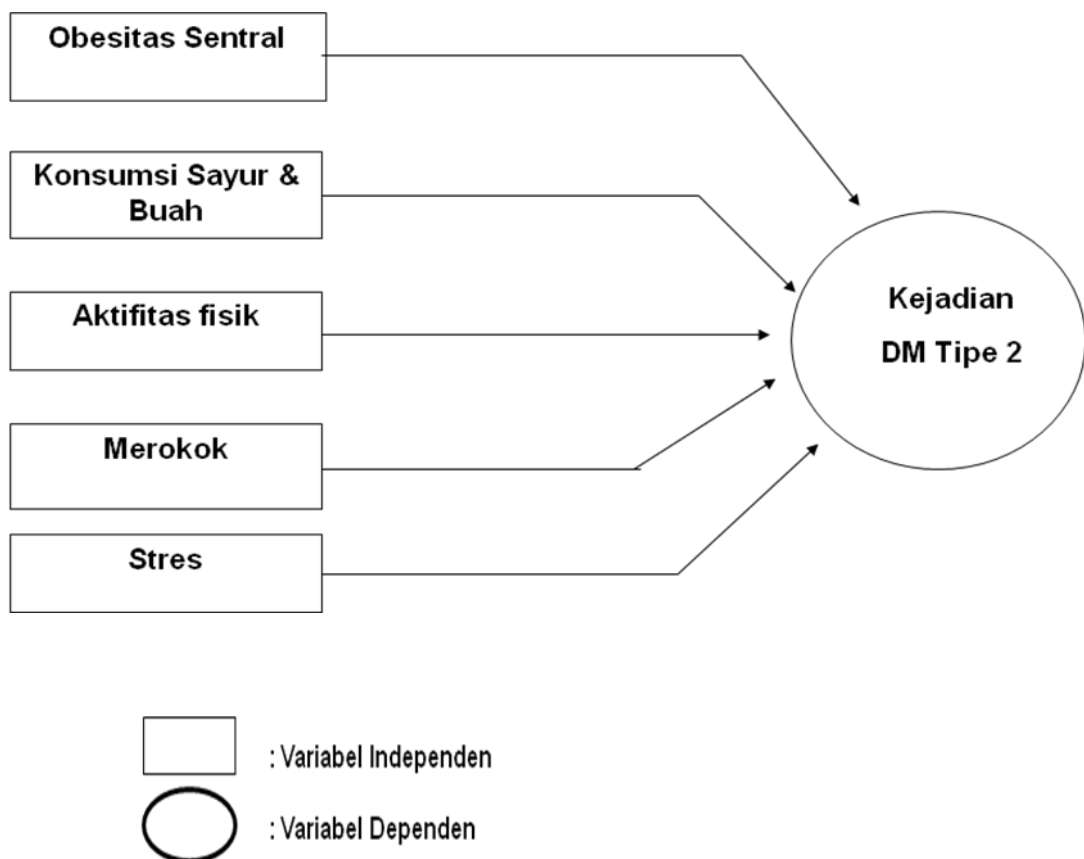 Obesitas Sentral
Konsumsi Sayur &
Buah
Aktifitas fisik
Merokok
Stres
Kejadian
DM Tipe 2
: Variabel Independen
: Variabel Dependen